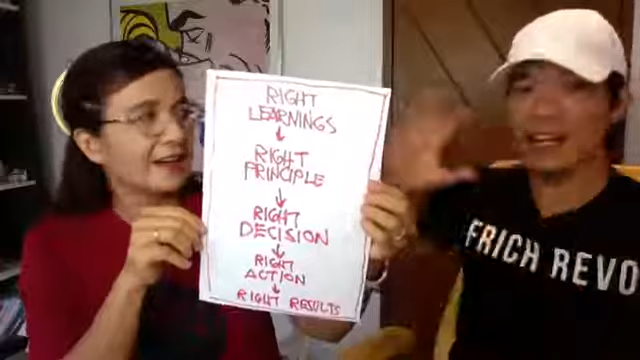 RIGHT
LEARNINGS
↓
RIGHT
PRINCIPLE
↓
RIGHT
DECISION
↓
RIGHT
ACTION
↓
RIGHT RESULTS
FRICH REVO